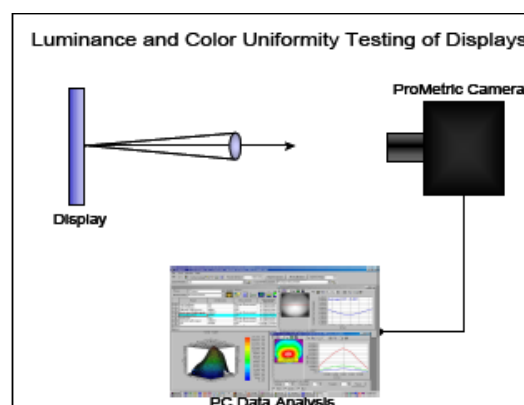 Luminance and Color Uniformity Testing of Displays
ProMetric Camera
Display
PC Data Analysis